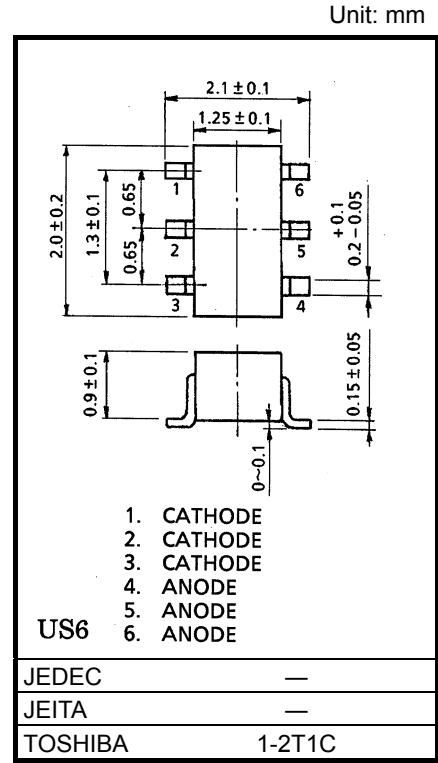 Unit: mm
2.1±0.1
1.25±0.1
2.0±0.2
1.3±0.1
0.65
0.65
1
2
3
6
5
4
+0.1
0.2-0.05
0.9±0.1
0.15±0.05
0~0.1
1. CATHODE
2. CATHODE
3. CATHODE
4. ANODE
5. ANODE
US6 6. ANODE
JEDEC —
JEITA —
TOSHIBA 1-2T1C